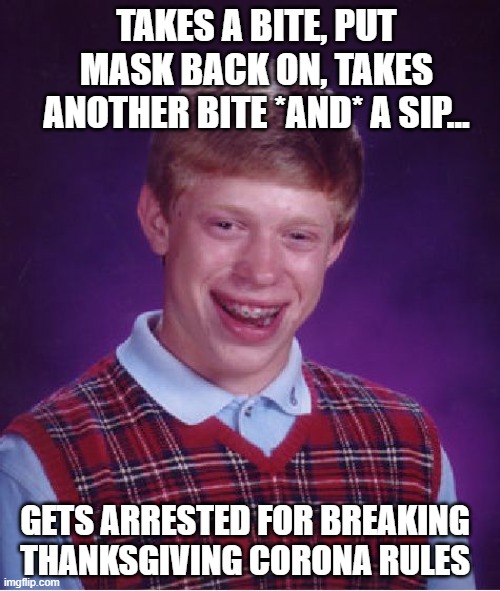 TAKES A BITE, PUT
MASK BACK ON, TAKES
ANOTHER BITE *AND* A SIP...
GETS ARRESTED FOR BREAKING
THANKSGIVING CORONA RULES
imgflip.com